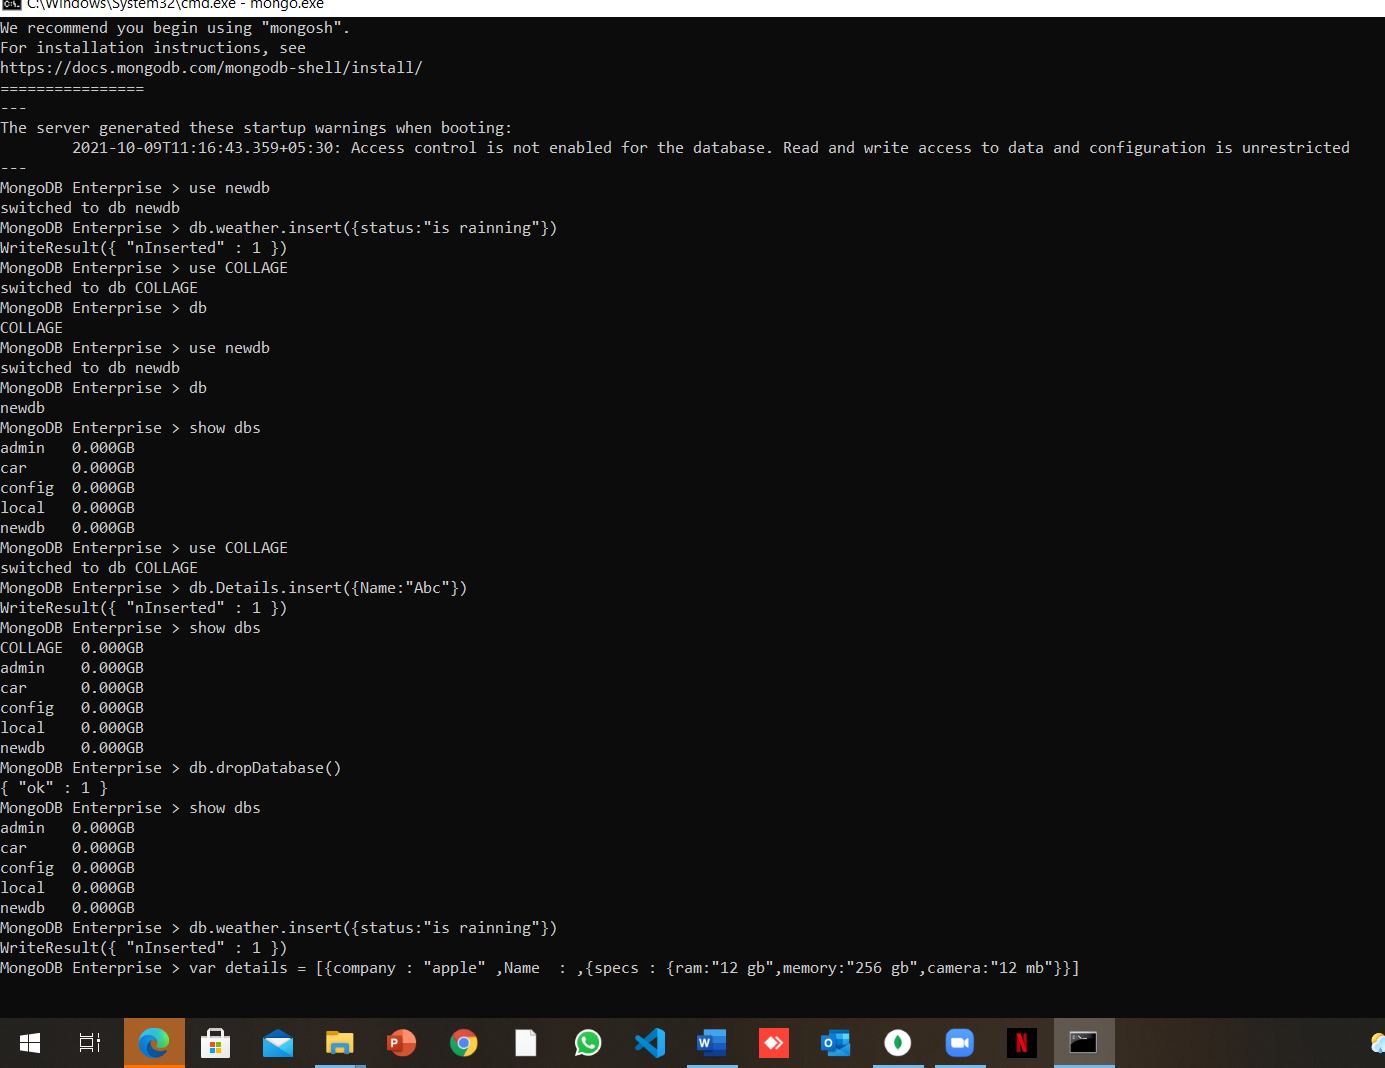 C:\Windows\System32\cmd.exe - mongo.exe
We recommend you begin using "mongosh".
For installation instructions, see
https://docs.mongodb.com/mongodb-shell/install/
================
---
The server generated these startup warnings when booting:
        2021-10-09T11:16:43.359+05:30: Access control is not enabled for the database. Read and write access to data and configuration is unrestricted
---
MongoDB Enterprise > use newdb
switched to db newdb
MongoDB Enterprise > db.weather.insert({status:"is rainning"})
WriteResult({ "nInserted" : 1 })
MongoDB Enterprise > use COLLAGE
switched to db COLLAGE
MongoDB Enterprise > db
COLLAGE
MongoDB Enterprise > use newdb
switched to db newdb
MongoDB Enterprise > db
newdb
MongoDB Enterprise > show dbs
admin   0.000GB
car     0.000GB
config  0.000GB
local   0.000GB
newdb   0.000GB
MongoDB Enterprise > use COLLAGE
switched to db COLLAGE
MongoDB Enterprise > db.Details.insert({Name:"Abc"})
WriteResult({ "nInserted" : 1 })
MongoDB Enterprise > show dbs
COLLAGE  0.000GB
admin    0.000GB
car      0.000GB
config   0.000GB
local    0.000GB
newdb    0.000GB
MongoDB Enterprise > db.dropDatabase()
{ "ok" : 1 }
MongoDB Enterprise > show dbs
admin   0.000GB
car     0.000GB
config  0.000GB
local   0.000GB
newdb   0.000GB
MongoDB Enterprise > db.weather.insert({status:"is rainning"})
WriteResult({ "nInserted" : 1 })
MongoDB Enterprise > var details = [{company : "apple" ,Name  : ,{specs : {ram:"12 gb",memory:"256 gb",camera:"12 mb"}}]